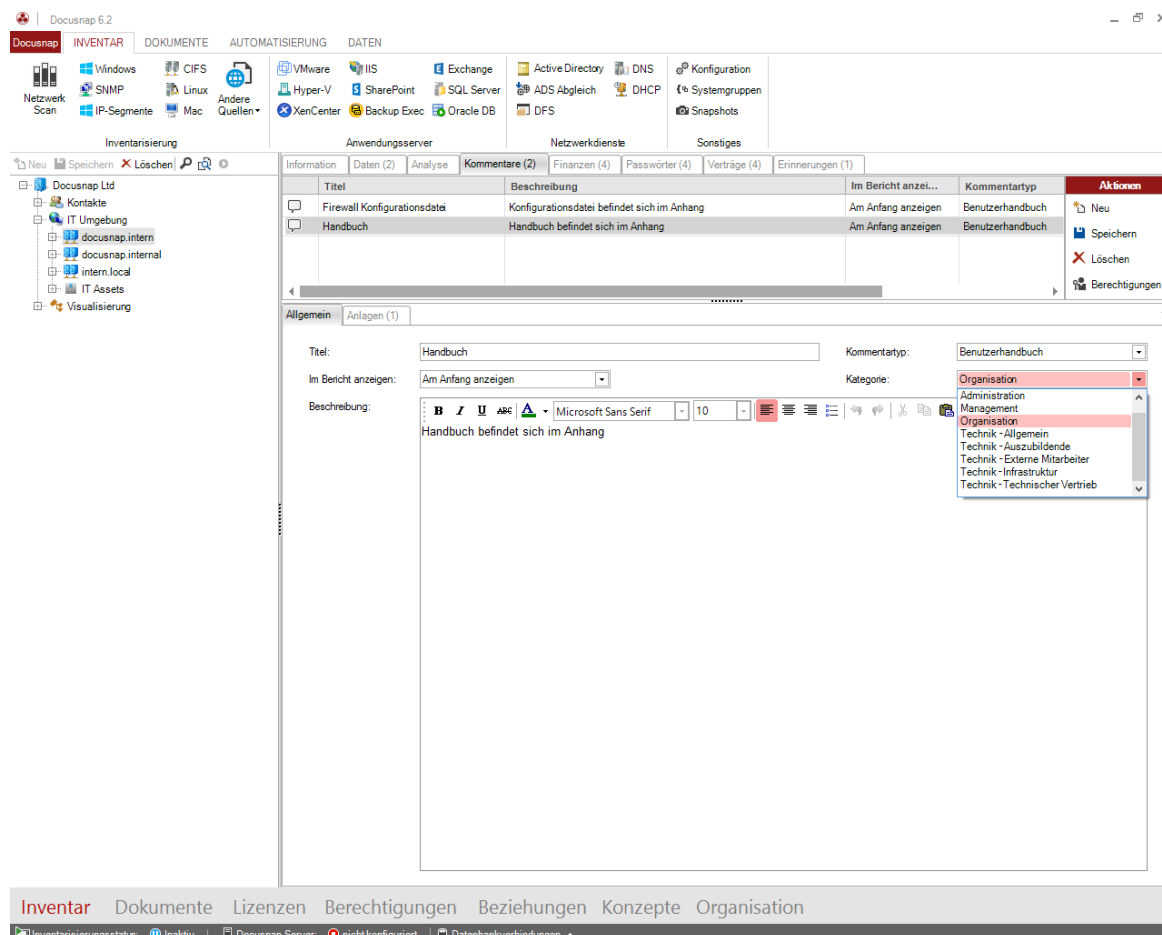 Docusnap 6.2
Docusnap INVENTAR DOKUMENTE AUTOMATISIERUNG DATEN
Windows CIFS VMware IIS Exchange Active Directory DNS Konfiguration
SNMP Linux Hyper-V SharePoint SQL Server ADS Abgleich DHCP Systemgruppen
Netzwerk Scan IP-Segmente Mac Andere Quellen XenCenter Backup Exec Oracle DB DFS Snapshots
Inventarisierung Anwendungsserver Netzwerkdienste Sonstiges
Neu Speichern Löschen
Information Daten (2) Analyse Kommentare (2) Finanzen (4) Passwörter (4) Verträge (4) Erinnerungen (1)
Docusnap Ltd
Kontakte
IT Umgebung
docusnap.intern
docusnap.internal
intern.local
IT Assets
Visualisierung
Titel Beschreibung Im Bericht anzei... Kommentartyp Aktionen
Firewall Konfigurationsdatei Konfigurationsdatei befindet sich im Anhang Am Anfang anzeigen Benutzerhandbuch
Handbuch Handbuch befindet sich im Anhang Am Anfang anzeigen Benutzerhandbuch
Neu
Speichern
Löschen
Berechtigungen
Allgemein Anlagen (1)
Titel: Handbuch Kommentartyp: Benutzerhandbuch
Im Bericht anzeigen: Am Anfang anzeigen Kategorie: Organisation
Beschreibung: B I U ABC A Microsoft Sans Serif 10
Handbuch befindet sich im Anhang
Administration
Management
Organisation
Technik - Allgemein
Technik - Auszubildende
Technik - Externe Mitarbeiter
Technik - Infrastruktur
Technik - Technischer Vertrieb
Inventar Dokumente Lizenzen Berechtigungen Beziehungen Konzepte Organisation
Inventarisierungsstatus: Inaktiv Docusnap Server: nicht konfiguriert Datenbankverbindungen